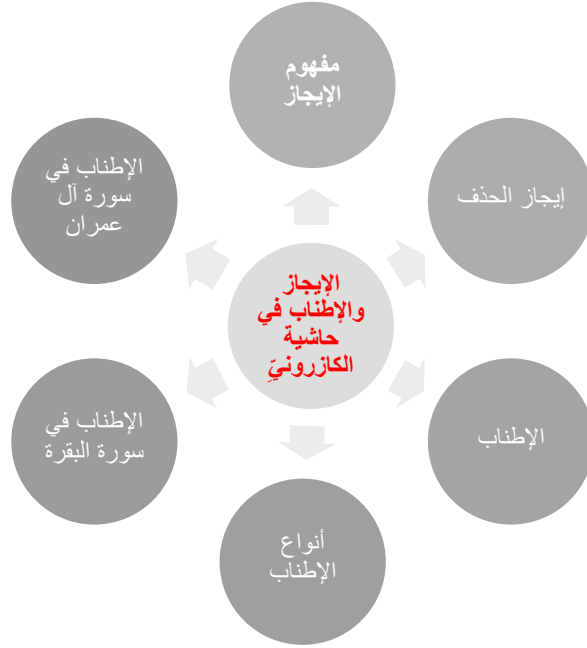 مفهوم
الإيجاز
إيجاز الحذف
الإطناب
أنواع
الإطناب
الإطناب في
سورة البقرة
الإطناب في
سورة آل
عمران
الإيجاز
والإطناب في
حاشية
الكازرونيّ